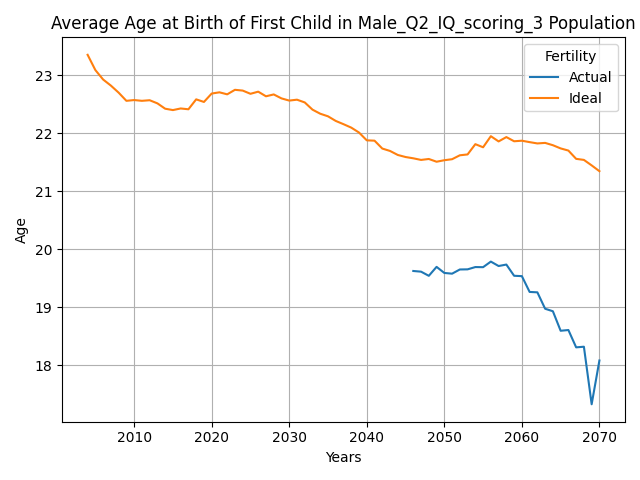 Average Age at Birth of First Child in Male_Q2_IQ_scoring_3 Population
Fertility
Actual
Ideal
Age
23
22
21
20
19
18
2010
2020
2030
2040
2050
2060
2070
Years